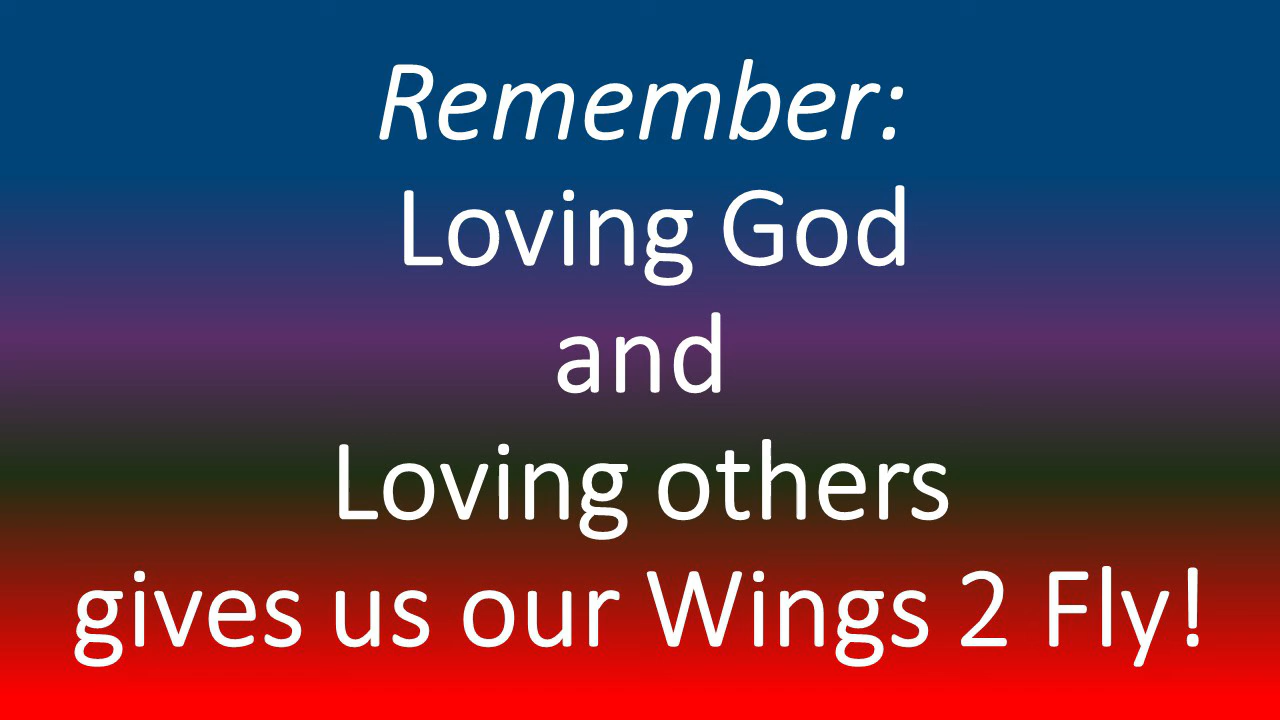 Remember:
Loving God
and
Loving others
gives us our Wings 2 Fly!